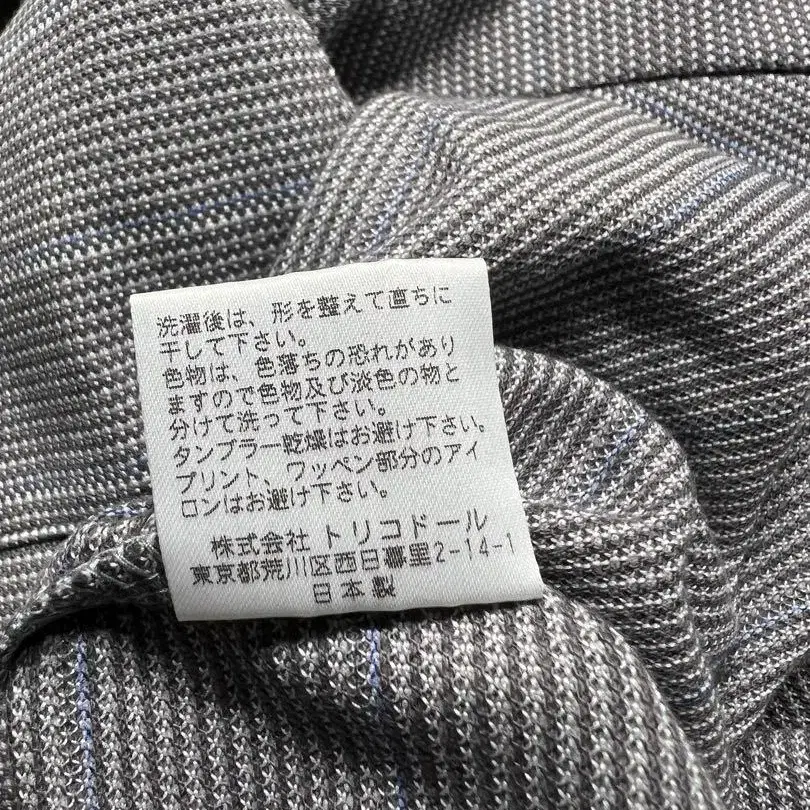 洗濯後は、形を整えて直ちに
干して下さい。
色物は、色落ちの恐れがあり
ますので色物及び淡色の物と
分けて洗って下さい。
タンブラー乾燥はお避け下さい。
プリント、ワッペン部分のアイ
ロンはお避け下さい。
株式会社 トリコドール
東京都荒川区西日暮里2-14-1
日本製